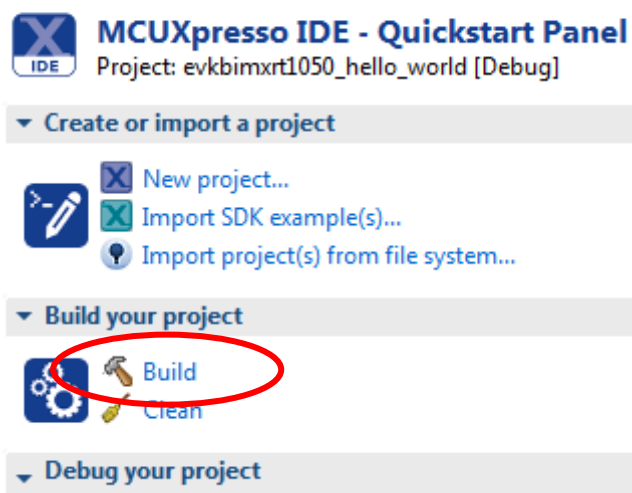 MCUXpresso IDE - Quickstart Panel
IDE
Project: evkbimxrt1050_hello_world [Debug]
Create or import a project
New project...
Import SDK example(s)...
Import project(s) from file system...
Build your project
Build
Clean
Debug your project